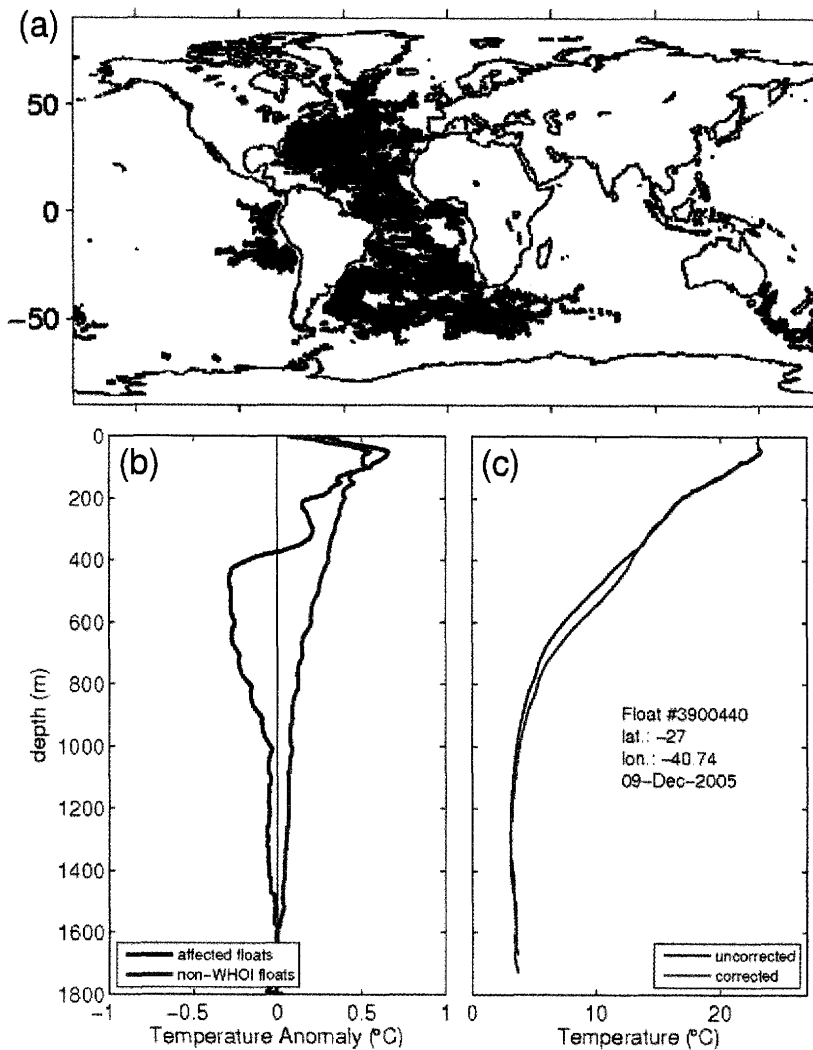 (a)
50
0
−50
(b)
0
200
400
600
800
1000
1200
1400
1600
1800
depth (m)
affected floats
non−WHOI floats
−1
−0.5
0
0.5
1
Temperature Anomaly (°C)
(c)
Float #3900440
lat.: −27
lon.: −40.74
09−Dec−2005
uncorrected
corrected
0
10
20
Temperature (°C)